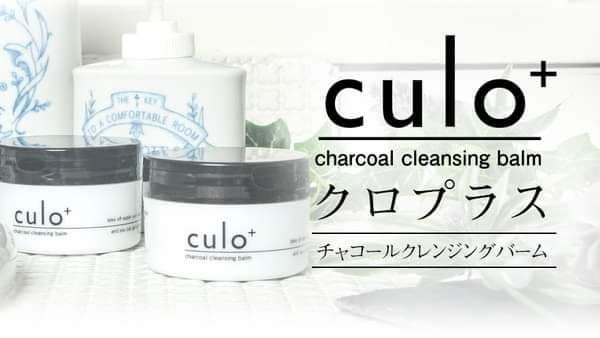 THE KEY
TO A COMFORTABLE ROOM
culo+
charcoal cleansing balm
culo+
charcoal cleansing balm
culo+
charcoal cleansing balm
クロプラス
チャコールクレンジングバーム